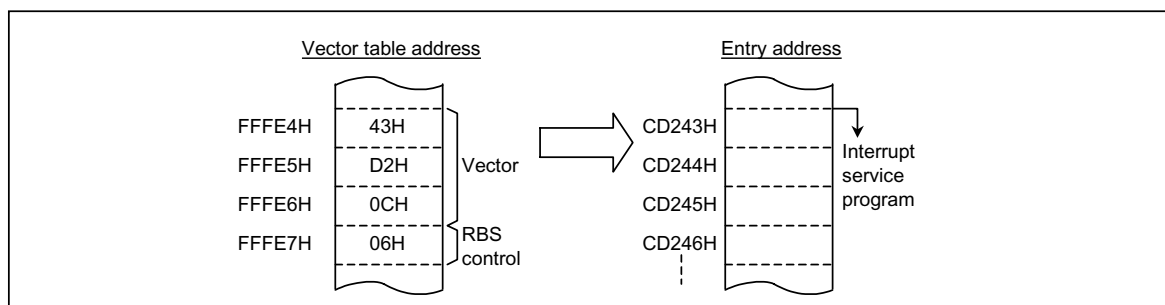 Vector table address
FFFE4H 43H
FFFE5H D2H
FFFE6H 0CH
FFFE7H 06H
Vector
RBS
control
Entry address
CD243H
CD244H
CD245H
CD246H
Interrupt
service
program